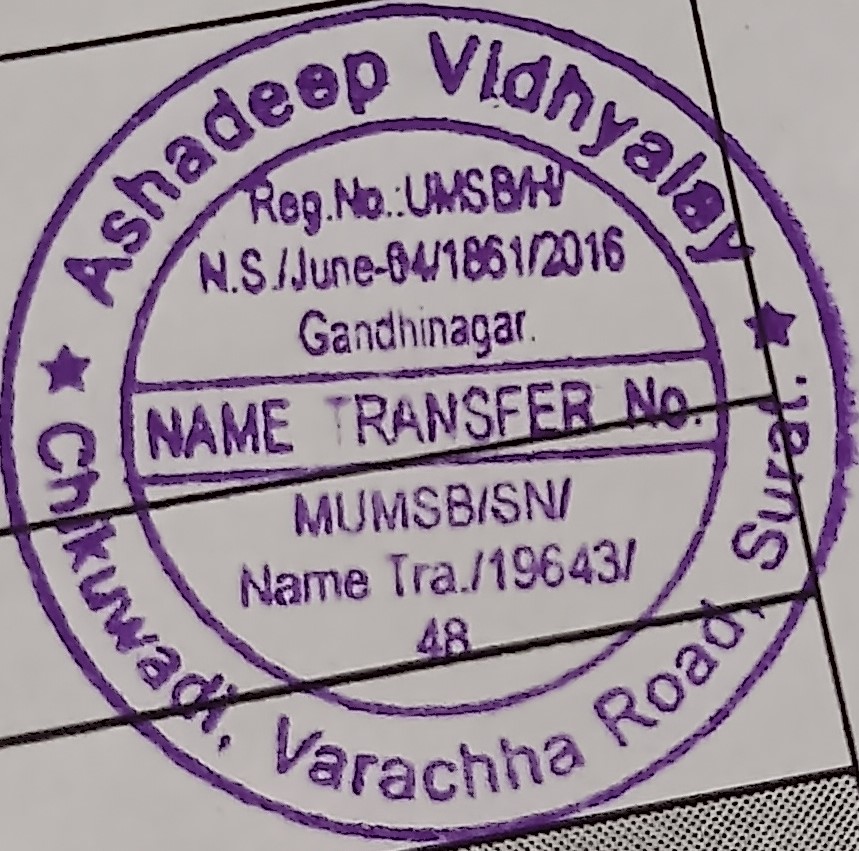 Ashadeep Vidhyalay
Reg.No.:UMSB/H/
N.S./June-04/1861/2016
Gandhinagar.
NAME TRANSFER No.
MUMSB/SN/
Name Tra./19643/
48
Chikuwadi, Varachha Road, Surat.